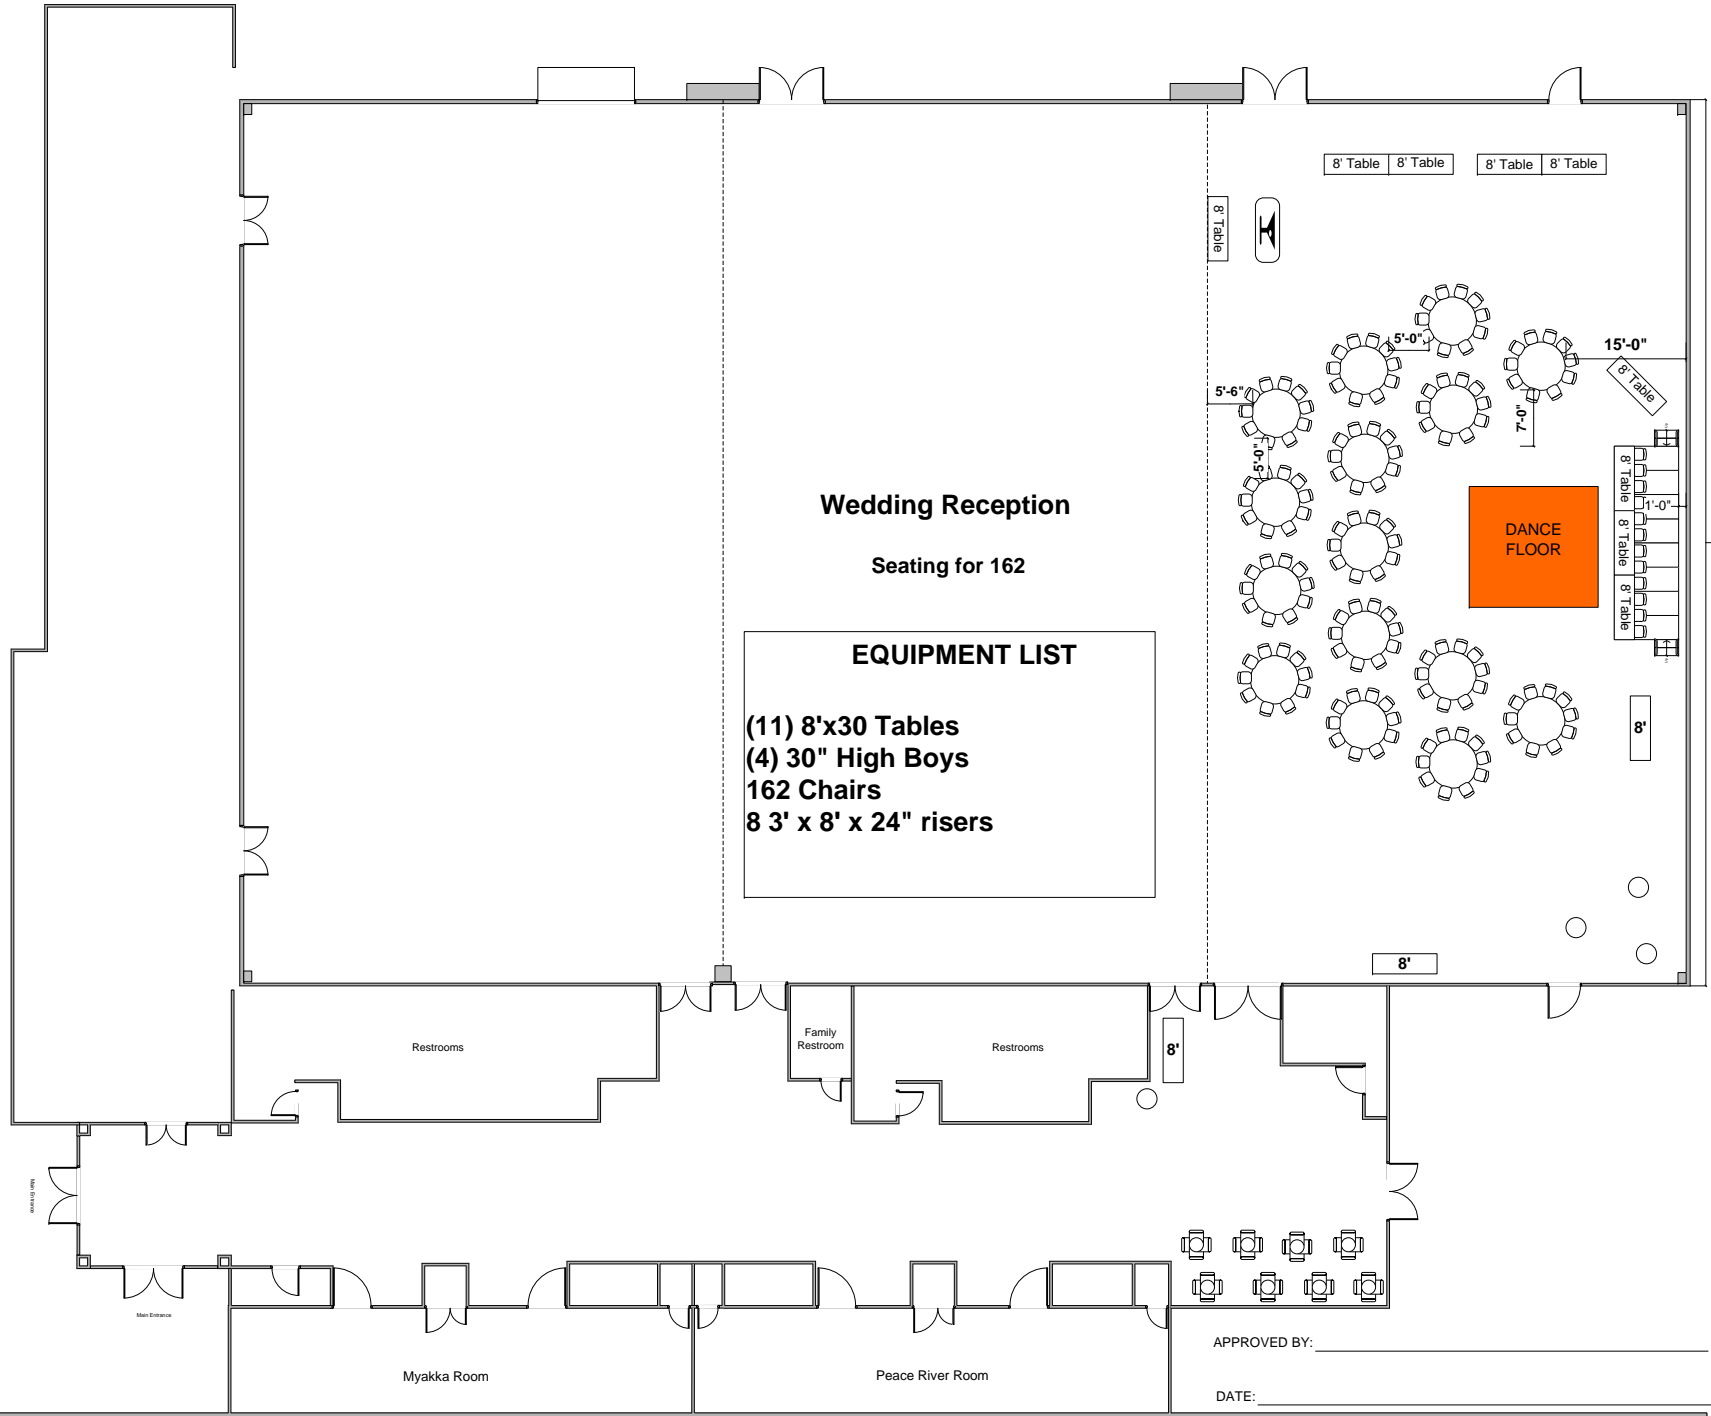 8' Table
8' Table
8' Table
8' Table
8' Table
5'-0"
15'-0"
8' Table
5'-6"
7'-0"
5'-0"
8' Table
1'-0"
8' Table
8' Table
Wedding Reception
Seating for 162
DANCE
FLOOR
EQUIPMENT LIST
(11) 8'x30 Tables
(4) 30" High Boys
162 Chairs
8 3' x 8' x 24" risers
8'
8'
Restrooms
Family
Restroom
Restrooms
8'
Main Entrance
Main Entrance
Myakka Room
Peace River Room
APPROVED BY:
DATE: